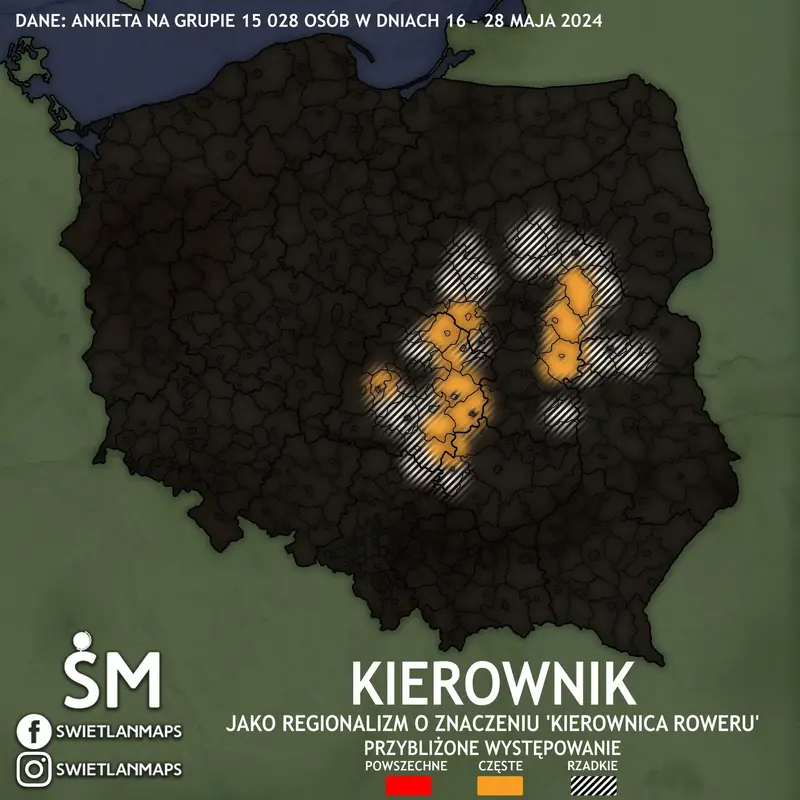 DANE: ANKIETA NA GRUPIE 15 028 OSÓB W DNIACH 16 - 28 MAJA 2024
ŚM
SWIETLANMAPS
SWIETLANMAPS
KIEROWNIK
JAKO REGIONALIZM O ZNACZENIU 'KIEROWNICA ROWERU'
PRZYBLIŻONE WYSTĘPOWANIE
POWSZECHNE CZĘSTE RZADKIE